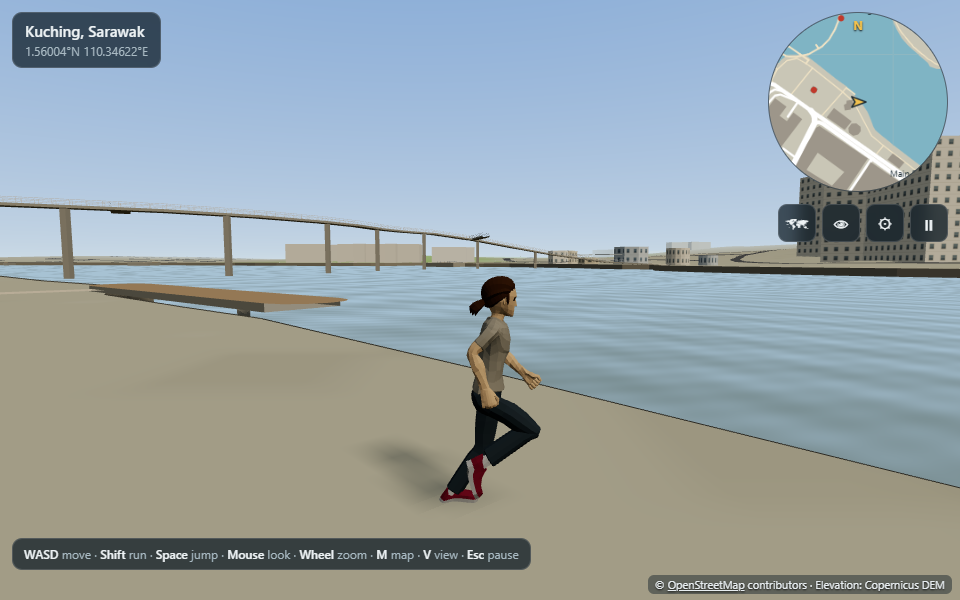 Kuching, Sarawak
1.56004°N 110.34622°E
N
WASD move · Shift run · Space jump · Mouse look · Wheel zoom · M map · V view · Esc pause
© OpenStreetMap contributors · Elevation: Copernicus DEM